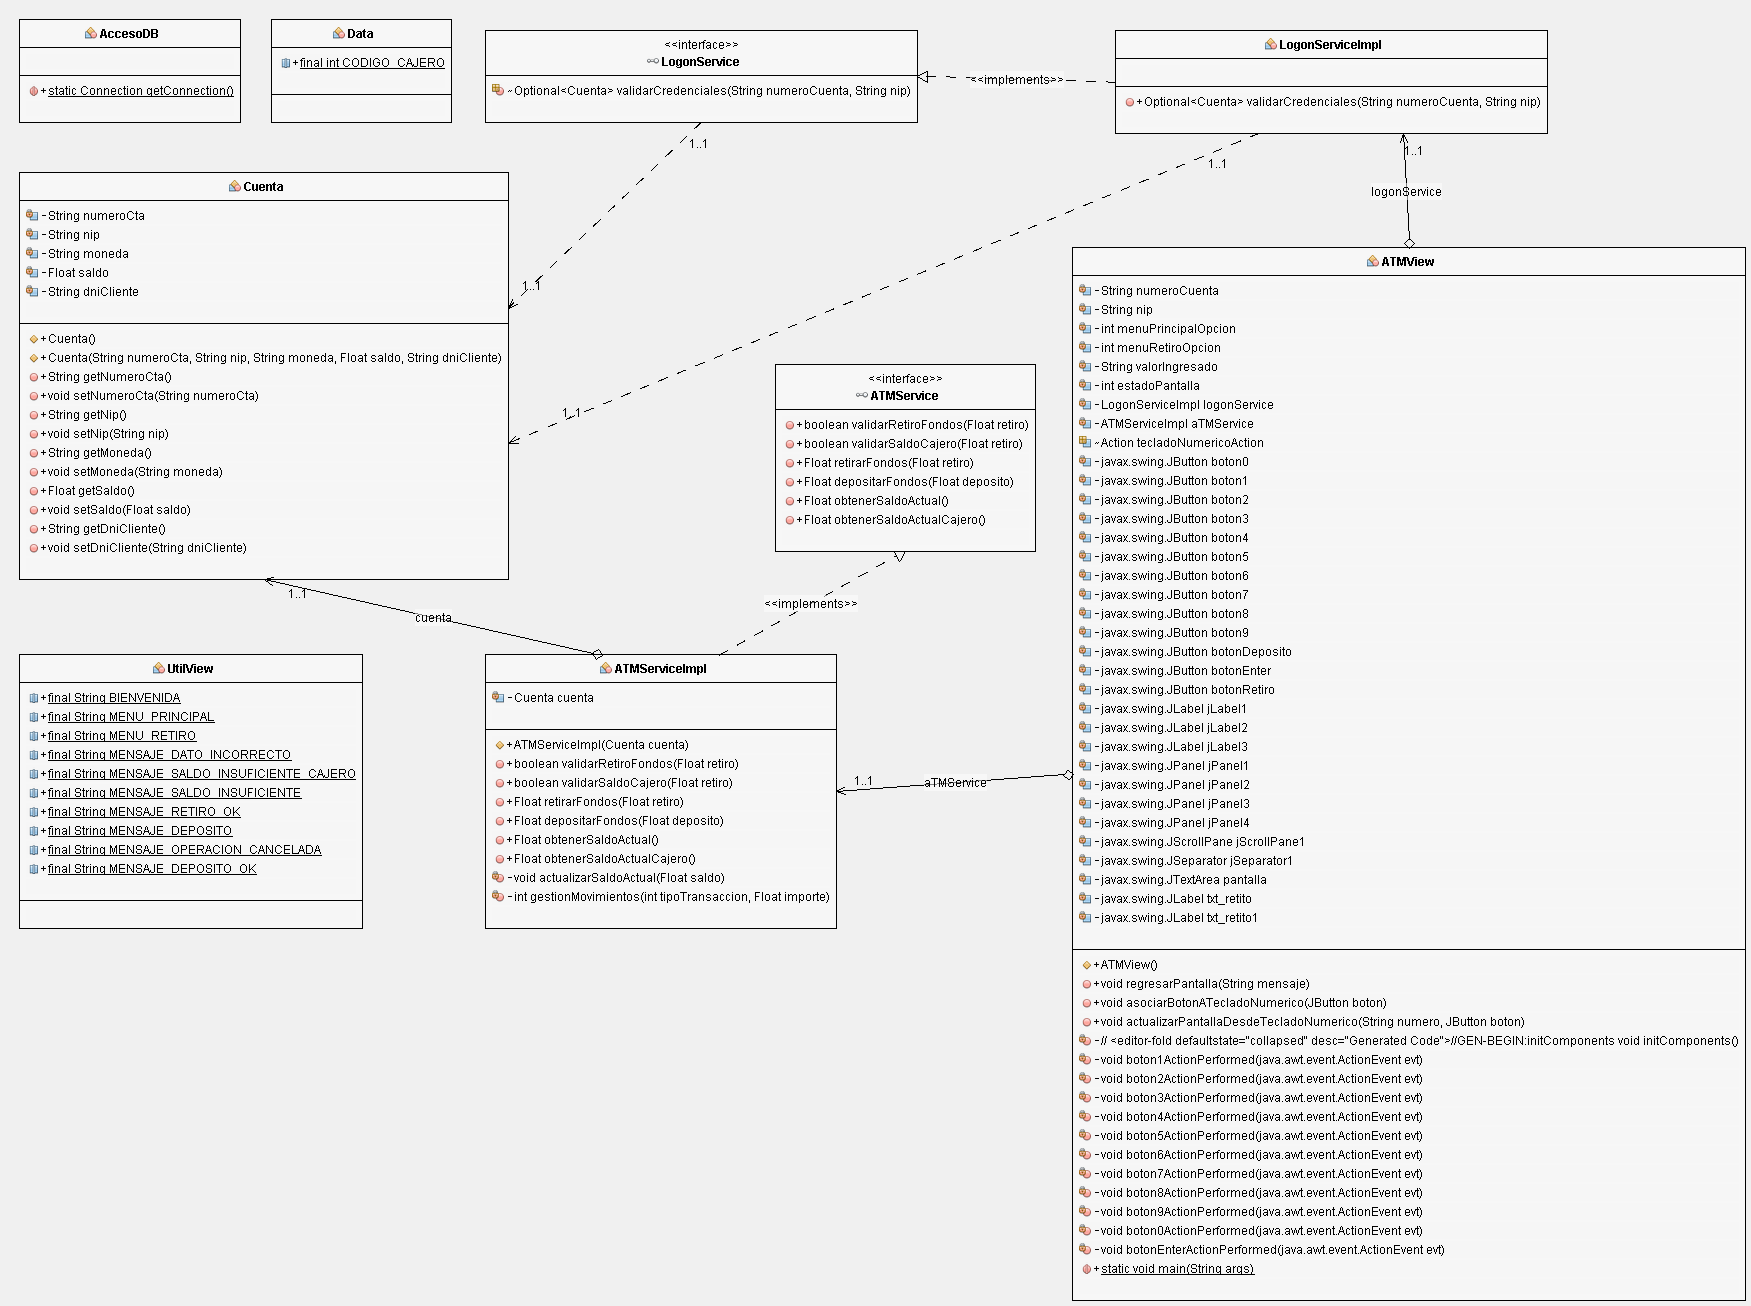 AccesoDB
+static Connection getConnection()
Data
+final int CODIGO_CAJERO
<<interface>>
LogonService
~Optional<Cuenta> validarCredenciales(String numeroCuenta, String nip)
<<implements>>
LogonServiceImpl
+Optional<Cuenta> validarCredenciales(String numeroCuenta, String nip)
1..1
1..1
1..1
logonService
Cuenta
-String numeroCta
-String nip
-String moneda
-Float saldo
-String dniCliente
+Cuenta()
+Cuenta(String numeroCta, String nip, String moneda, Float saldo, String dniCliente)
+String getNumeroCta()
+void setNumeroCta(String numeroCta)
+String getNip()
+void setNip(String nip)
+String getMoneda()
+void setMoneda(String moneda)
+Float getSaldo()
+void setSaldo(Float saldo)
+String getDniCliente()
+void setDniCliente(String dniCliente)
1..1
1..1
<<interface>>
ATMService
+boolean validarRetiroFondos(Float retiro)
+boolean validarSaldoCajero(Float retiro)
+Float retirarFondos(Float retiro)
+Float depositarFondos(Float deposito)
+Float obtenerSaldoActual()
+Float obtenerSaldoActualCajero()
<<implements>>
1..1
cuenta
UtilView
+final String BIENVENIDA
+final String MENU_PRINCIPAL
+final String MENU_RETIRO
+final String MENSAJE_DATO_INCORRECTO
+final String MENSAJE_SALDO_INSUFICIENTE_CAJERO
+final String MENSAJE_SALDO_INSUFICIENTE
+final String MENSAJE_RETIRO_OK
+final String MENSAJE_DEPOSITO
+final String MENSAJE_OPERACION_CANCELADA
+final String MENSAJE_DEPOSITO_OK
ATMServiceImpl
-Cuenta cuenta
+ATMServiceImpl(Cuenta cuenta)
+boolean validarRetiroFondos(Float retiro)
+boolean validarSaldoCajero(Float retiro)
+Float retirarFondos(Float retiro)
+Float depositarFondos(Float deposito)
+Float obtenerSaldoActual()
+Float obtenerSaldoActualCajero()
-void actualizarSaldoActual(Float saldo)
-int gestionMovimientos(int tipoTransaccion, Float importe)
1..1
aTMService
ATMView
-String numeroCuenta
-String nip
-int menuPrincipalOpcion
-int menuRetiroOpcion
-String valorIngresado
-int estadoPantalla
-LogonServiceImpl logonService
-ATMServiceImpl aTMService
~Action tecladoNumericoAction
-javax.swing.JButton boton0
-javax.swing.JButton boton1
-javax.swing.JButton boton2
-javax.swing.JButton boton3
-javax.swing.JButton boton4
-javax.swing.JButton boton5
-javax.swing.JButton boton6
-javax.swing.JButton boton7
-javax.swing.JButton boton8
-javax.swing.JButton boton9
-javax.swing.JButton botonDeposito
-javax.swing.JButton botonEnter
-javax.swing.JButton botonRetiro
-javax.swing.JLabel jLabel1
-javax.swing.JLabel jLabel2
-javax.swing.JLabel jLabel3
-javax.swing.JPanel jPanel1
-javax.swing.JPanel jPanel2
-javax.swing.JPanel jPanel3
-javax.swing.JPanel jPanel4
-javax.swing.JScrollPane jScrollPane1
-javax.swing.JSeparator jSeparator1
-javax.swing.JTextArea pantalla
-javax.swing.JLabel txt_retito
-javax.swing.JLabel txt_retito1
+ATMView()
+void regresarPantalla(String mensaje)
+void asociarBotonATecladoNumerico(JButton boton)
+void actualizarPantallaDesdeTecladoNumerico(String numero, JButton boton)
-// <editor-fold defaultstate="collapsed" desc="Generated Code">//GEN-BEGIN:initComponents void initComponents()
-void boton1ActionPerformed(java.awt.event.ActionEvent evt)
-void boton2ActionPerformed(java.awt.event.ActionEvent evt)
-void boton3ActionPerformed(java.awt.event.ActionEvent evt)
-void boton4ActionPerformed(java.awt.event.ActionEvent evt)
-void boton5ActionPerformed(java.awt.event.ActionEvent evt)
-void boton6ActionPerformed(java.awt.event.ActionEvent evt)
-void boton7ActionPerformed(java.awt.event.ActionEvent evt)
-void boton8ActionPerformed(java.awt.event.ActionEvent evt)
-void boton9ActionPerformed(java.awt.event.ActionEvent evt)
-void boton0ActionPerformed(java.awt.event.ActionEvent evt)
-void botonEnterActionPerformed(java.awt.event.ActionEvent evt)
+static void main(String args)